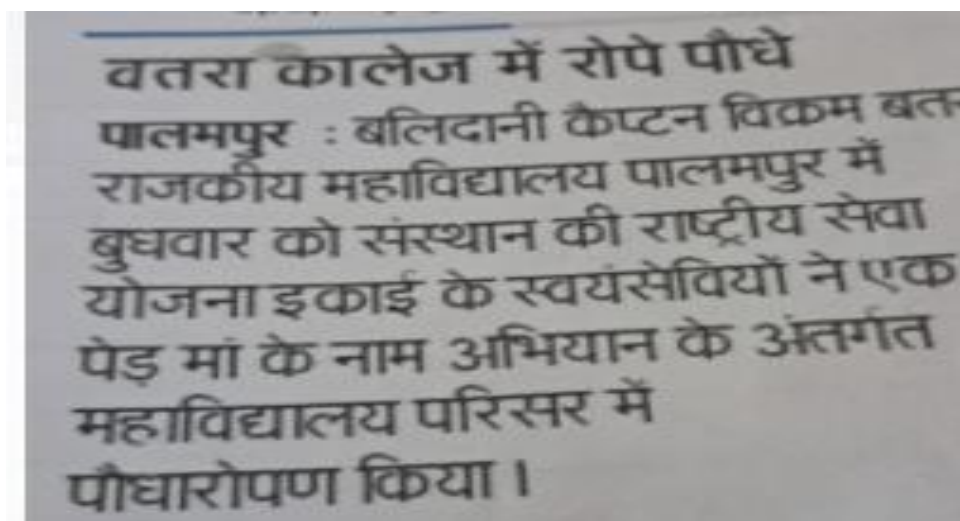 वतरा कालेज में रोपे पौधे
पालमपुर : बलिदानी कैप्टन विक्रम
राजकीय महाविद्यालय पालमपुर में
बुधवार को संस्थान की राष्ट्रीय सेवा
योजना इकाई के स्वयंसेवियों ने एक
पेड़ मां के नाम अभियान के अंतर्गत
महाविद्यालय परिसर में
पौधारोपण किया।